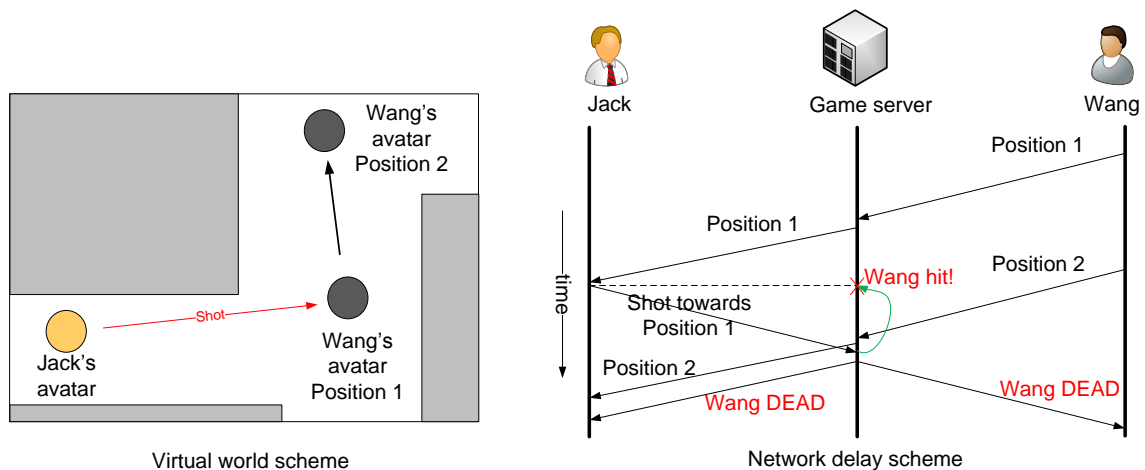 Wang's
avatar
Position 2
Shot
Jack's
avatar
Wang's
avatar
Position 1
Virtual world scheme
Jack
Game server
Wang
Position 1
Position 1
time
Wang hit!
Position 2
Shot towards
Position 1
Position 2
Wang DEAD
Wang DEAD
Network delay scheme